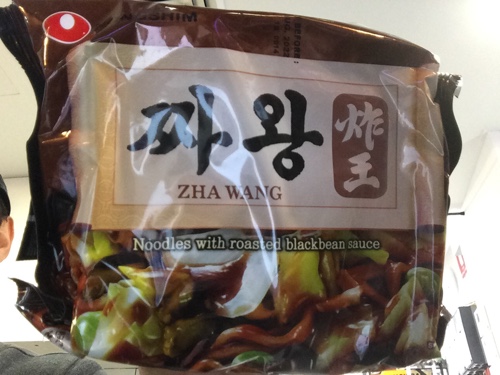 짜왕
炸王
ZHA WANG
Noodles with roasted blackbean sauce